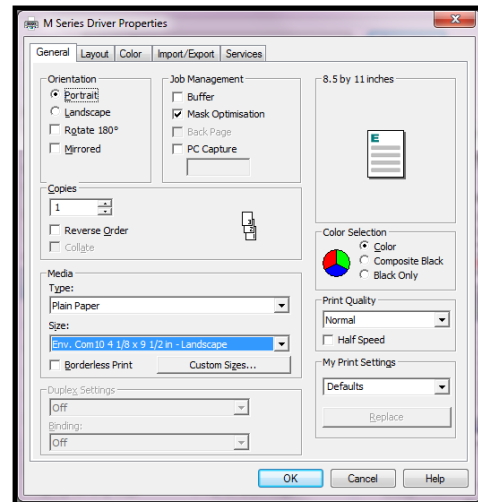 M Series Driver Properties
General Layout Color Import/Export Services
Orientation
Portrait
Landscape
Rotate 180°
Mirrored
Job Management
Buffer
Mask Optimisation
Back Page
PC Capture
8.5 by 11 inches
E
Copies
1
Reverse Order
Collate
3
2
1
Color Selection
Color
Composite Black
Black Only
Media
Type:
Plain Paper
Size:
Env. Com10 4 1/8 x 9 1/2 in - Landscape
Borderless Print
Custom Sizes...
Print Quality
Normal
Half Speed
My Print Settings
Defaults
Replace
Duplex Settings
Off
Binding:
Off
OK Cancel Help